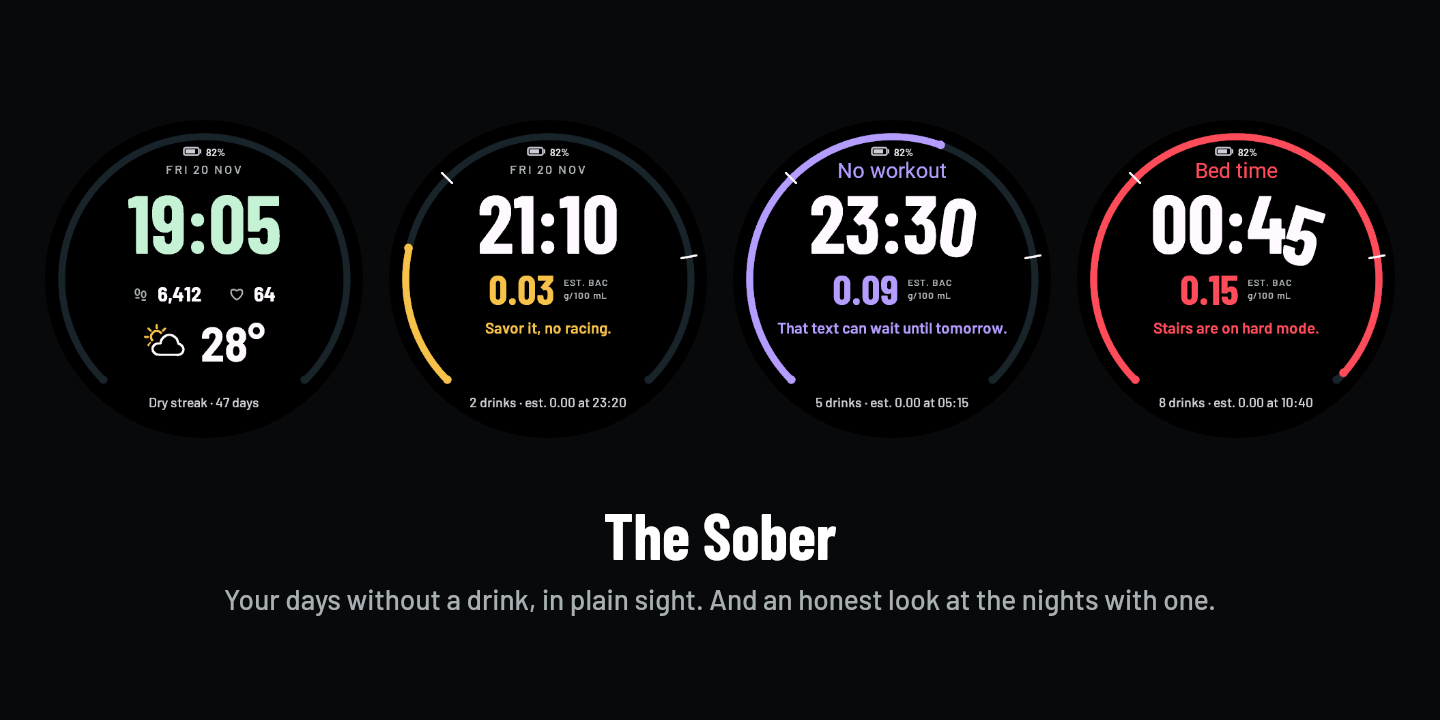 82%
FRI 20 NOV
19:05
6,412 64
28°
Dry streak · 47 days
82%
FRI 20 NOV
21:10
0.03 EST. BAC
g/100 mL
Savor it, no racing.
2 drinks · est. 0.00 at 23:20
82%
No workout
23:30
0.09 EST. BAC
g/100 mL
That text can wait until tomorrow.
5 drinks · est. 0.00 at 05:15
82%
Bed time
00:45
0.15 EST. BAC
g/100 mL
Stairs are on hard mode.
8 drinks · est. 0.00 at 10:40
The Sober
Your days without a drink, in plain sight. And an honest look at the nights with one.